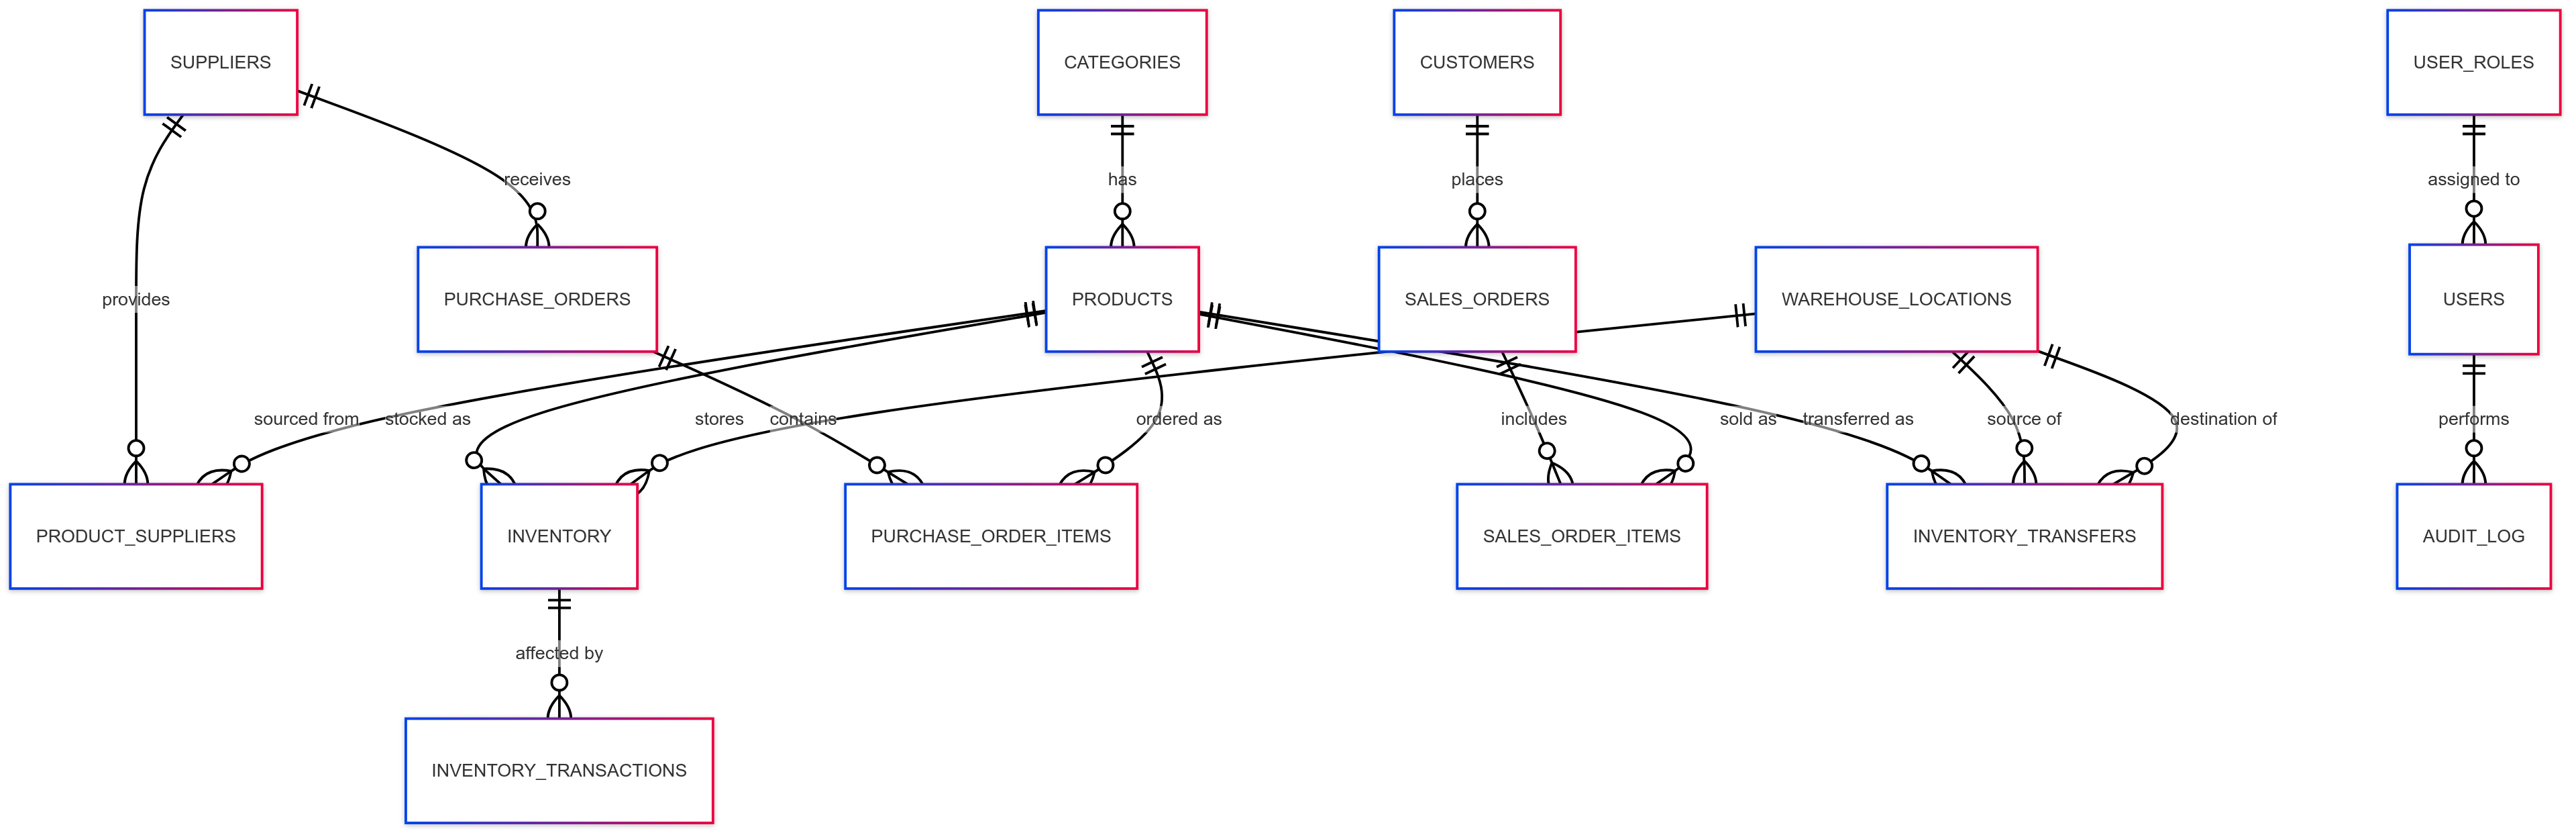 SUPPLIERS
CATEGORIES
CUSTOMERS
USER_ROLES
receives
has
places
assigned to
provides
PURCHASE_ORDERS
PRODUCTS
SALES_ORDERS
WAREHOUSE_LOCATIONS
USERS
sourced from
stocked as
stores
contains
ordered as
includes
sold as
transferred as
source of
destination of
performs
PRODUCT_SUPPLIERS
INVENTORY
PURCHASE_ORDER_ITEMS
SALES_ORDER_ITEMS
INVENTORY_TRANSFERS
AUDIT_LOG
affected by
INVENTORY_TRANSACTIONS